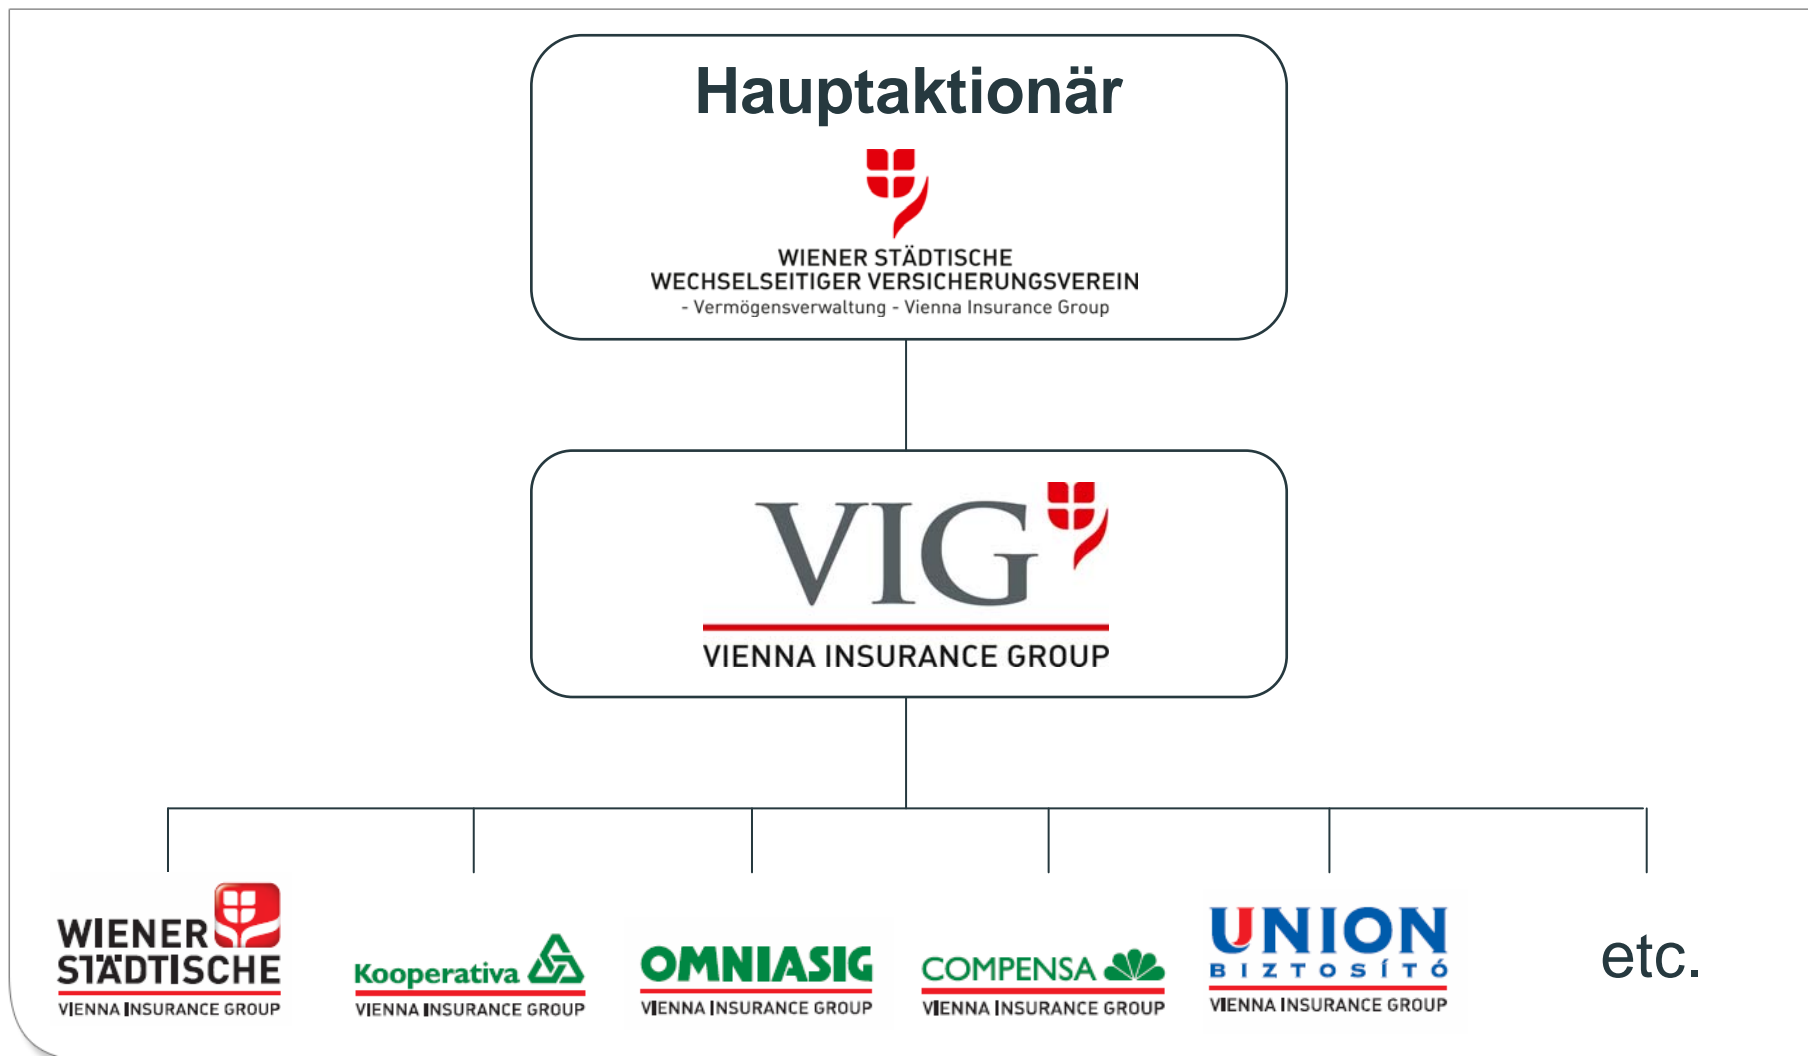 Hauptaktionär
WIENER STÄDTISCHE
WECHSELSEITIGER VERSICHERUNGSVEREIN
- Vermögensverwaltung - Vienna Insurance Group
VIG
VIENNA INSURANCE GROUP
WIENER
STÄDTISCHE
VIENNA INSURANCE GROUP
Kooperativa
VIENNA INSURANCE GROUP
OMNIASIG
VIENNA INSURANCE GROUP
COMPENSA
VIENNA INSURANCE GROUP
UNION
BIZTOSÍTÓ
VIENNA INSURANCE GROUP
etc.